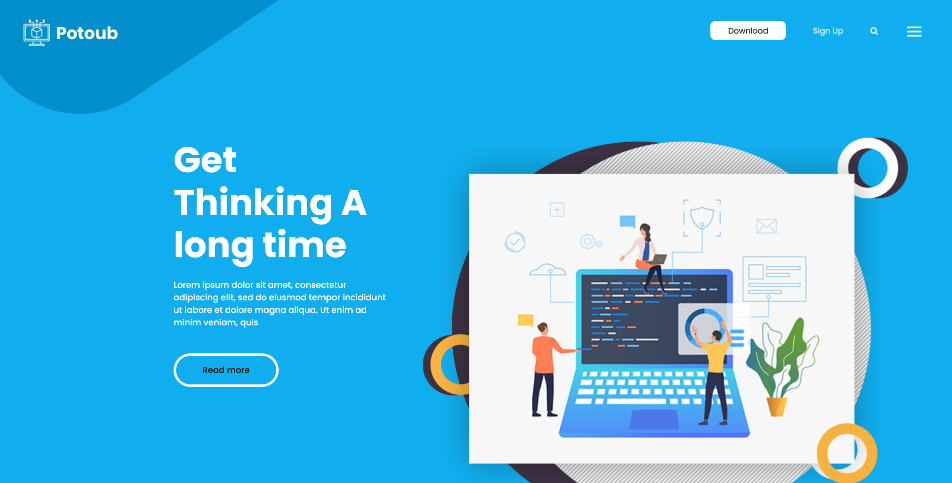 Potoub
Download
Sign Up
Get
Thinking A
long time
Lorem ipsum dolor sit amet, consectetur
adipiscing elit, sed do eiusmod tempor incididunt
ut labore et dolore magna aliqua. Ut enim ad
minim veniam, quis
Read more